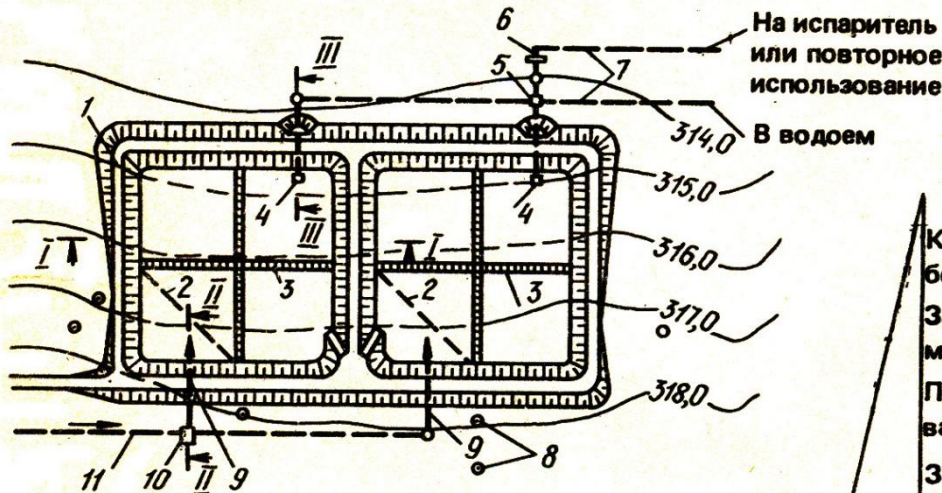 На испаритель
или повторное
использование
В водоем
6
III
5
7
1
314,0
4
4
315,0
III
I
I
316,0
2
3
2
3
II
317,0
318,0
11
10
II
9
9
8
К
З
П
З